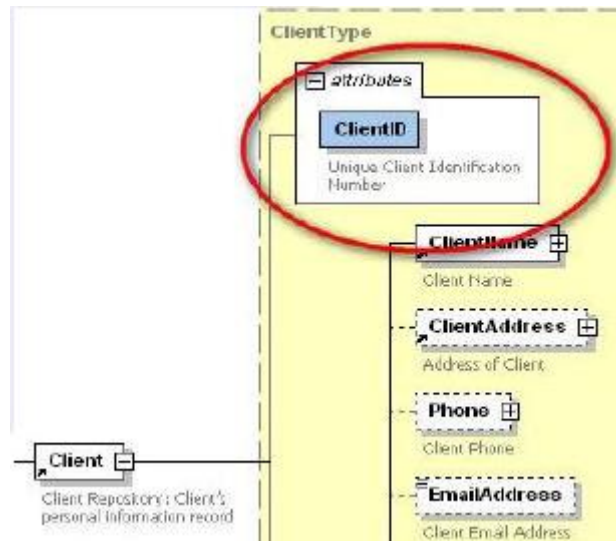 ClientType
attributes
ClientID
Unique Client Identification
Number
ClientName
Client Name
ClientAddress
Address of Client
Phone
Client Phone
Client
Client Repository: Client's
personal information record
EmailAddress
Client Email Address